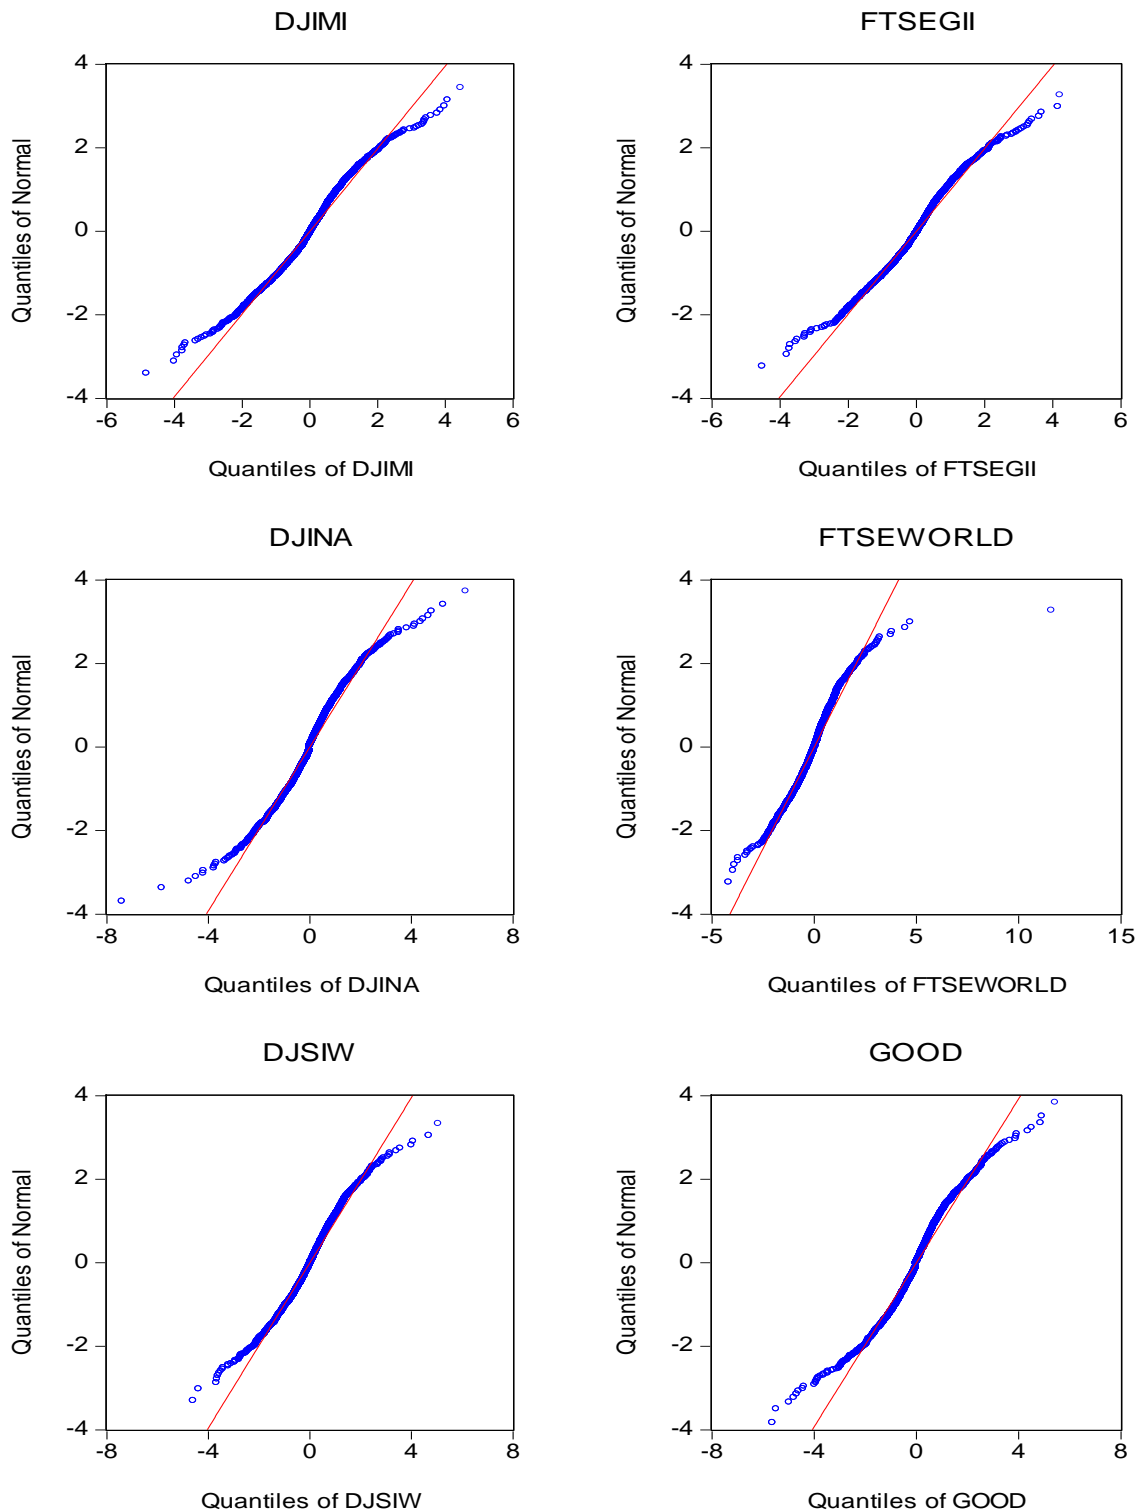 DJIMI
4
2
0
-2
-4
-6 -4 -2 0 2 4 6
Quantiles of Normal
Quantiles of DJIMI
FTSEGII
4
2
0
-2
-4
-6 -4 -2 0 2 4 6
Quantiles of Normal
Quantiles of FTSEGII
DJINA
4
2
0
-2
-4
-8 -4 0 4 8
Quantiles of Normal
Quantiles of DJINA
FTSEWORLD
4
2
0
-2
-4
-5 0 5 10 15
Quantiles of Normal
Quantiles of FTSEWORLD
DJSIW
4
2
0
-2
-4
-8 -4 0 4 8
Quantiles of Normal
Quantiles of DJSIW
GOOD
4
2
0
-2
-4
-8 -4 0 4 8
Quantiles of Normal
Quantiles of GOOD